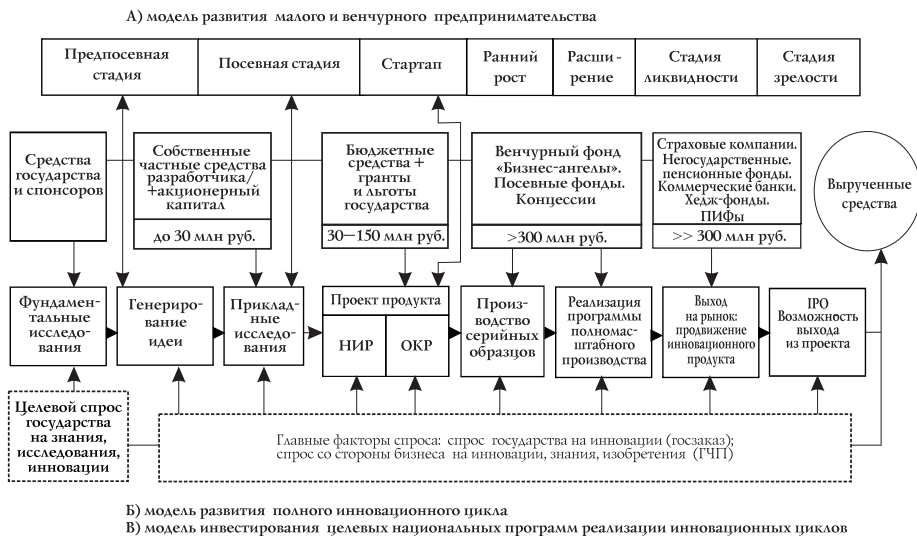 А) модель развития малого и венчурного предпринимательства
Предпосевная
стадия
Посевная стадия
Стартап
Ранний
рост
Расши-
рение
Стадия
ликвидности
Стадия
зрелости
Средства
государства
и спонсоров
Собственные
частные средства
разработчика/
+акционерный
капитал
до 30 млн руб.
Бюджетные
средства +
гранты
и льготы
государства
30—150 млн руб.
Венчурный фонд
«Бизнес-ангелы».
Посевные фонды.
Концессии
>300 млн руб.
Страховые компании.
Негосударственные.
пенсионные фонды.
Коммерческие банки.
Хедж-фонды.
ПИФы
>> 300 млн руб.
Вырученные
средства
Фундамен-
тальные
исследо-
вания
Генериро-
вание
идеи
Приклад-
ные
исследо-
вания
Проект продукта
НИР
ОКР
Произ-
водство
серийных
образцов
Реализация
программы
полномас-
штабного
производства
Выход
на рынок:
продвижение
инновационного
продукта
IPO
Возможность
выхода
из проекта
Целевой спрос
государства
на знания,
исследования,
инновации
Главные факторы спроса: спрос государства на инновации (госзаказ);
спрос со стороны бизнеса на инновации, знания, изобретения (ГЧП)
Б) модель развития полного инновационного цикла
В) модель инвестирования целевых национальных программ реализации инновационных циклов